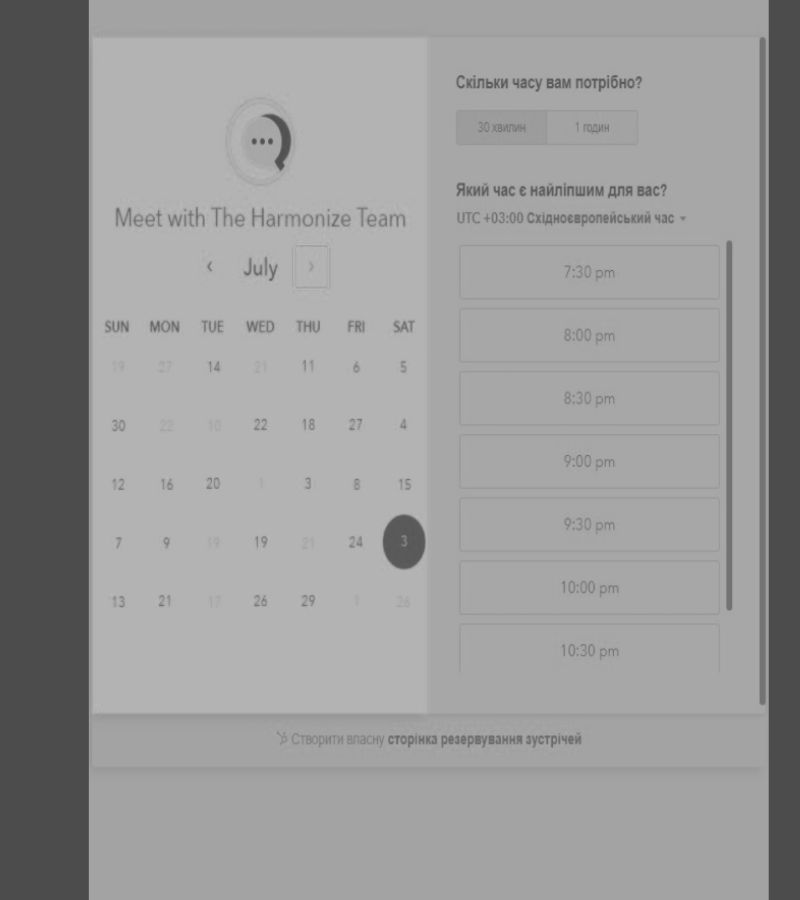 Meet with The Harmonize Team
July
SUN MON TUE WED THU FRI SAT
19 27 14 21 11 6 5
30 22 10 22 18 27 4
12 16 20 1 3 8 15
7 9 19 19 21 24 3
13 21 17 26 29 1 26
Скільки часу вам потрібно?
30 хвилин 1 годин
Який час є найліпшим для вас?
UTC +03:00 Східноєвропейський час
7:30 pm
8:00 pm
8:30 pm
9:00 pm
9:30 pm
10:00 pm
10:30 pm
Створити власну сторінка резервування зустрічей